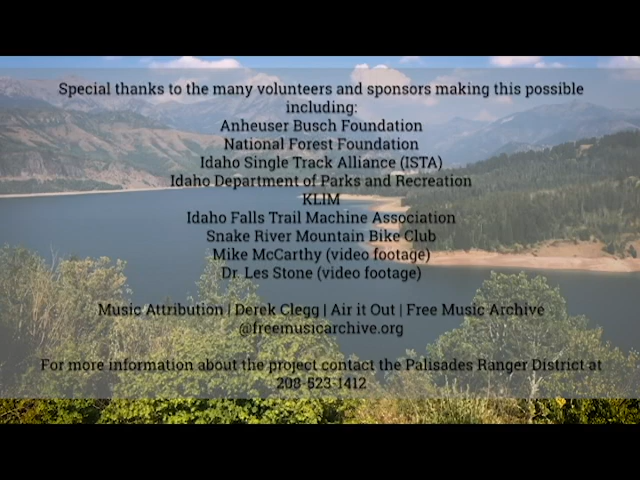 Special thanks to the many volunteers and sponsors making this possible
including:
Anheuser Busch Foundation
National Forest Foundation
Idaho Single Track Alliance (ISTA)
Idaho Department of Parks and Recreation
KLIM
Idaho Falls Trail Machine Association
Snake River Mountain Bike Club
Mike McCarthy (video footage)
Dr. Les Stone (video footage)
Music Attribution | Derek Clegg | Air it Out | Free Music Archive
@freemusicarchive.org
For more information about the project contact the Palisades Ranger District at
208-523-1412